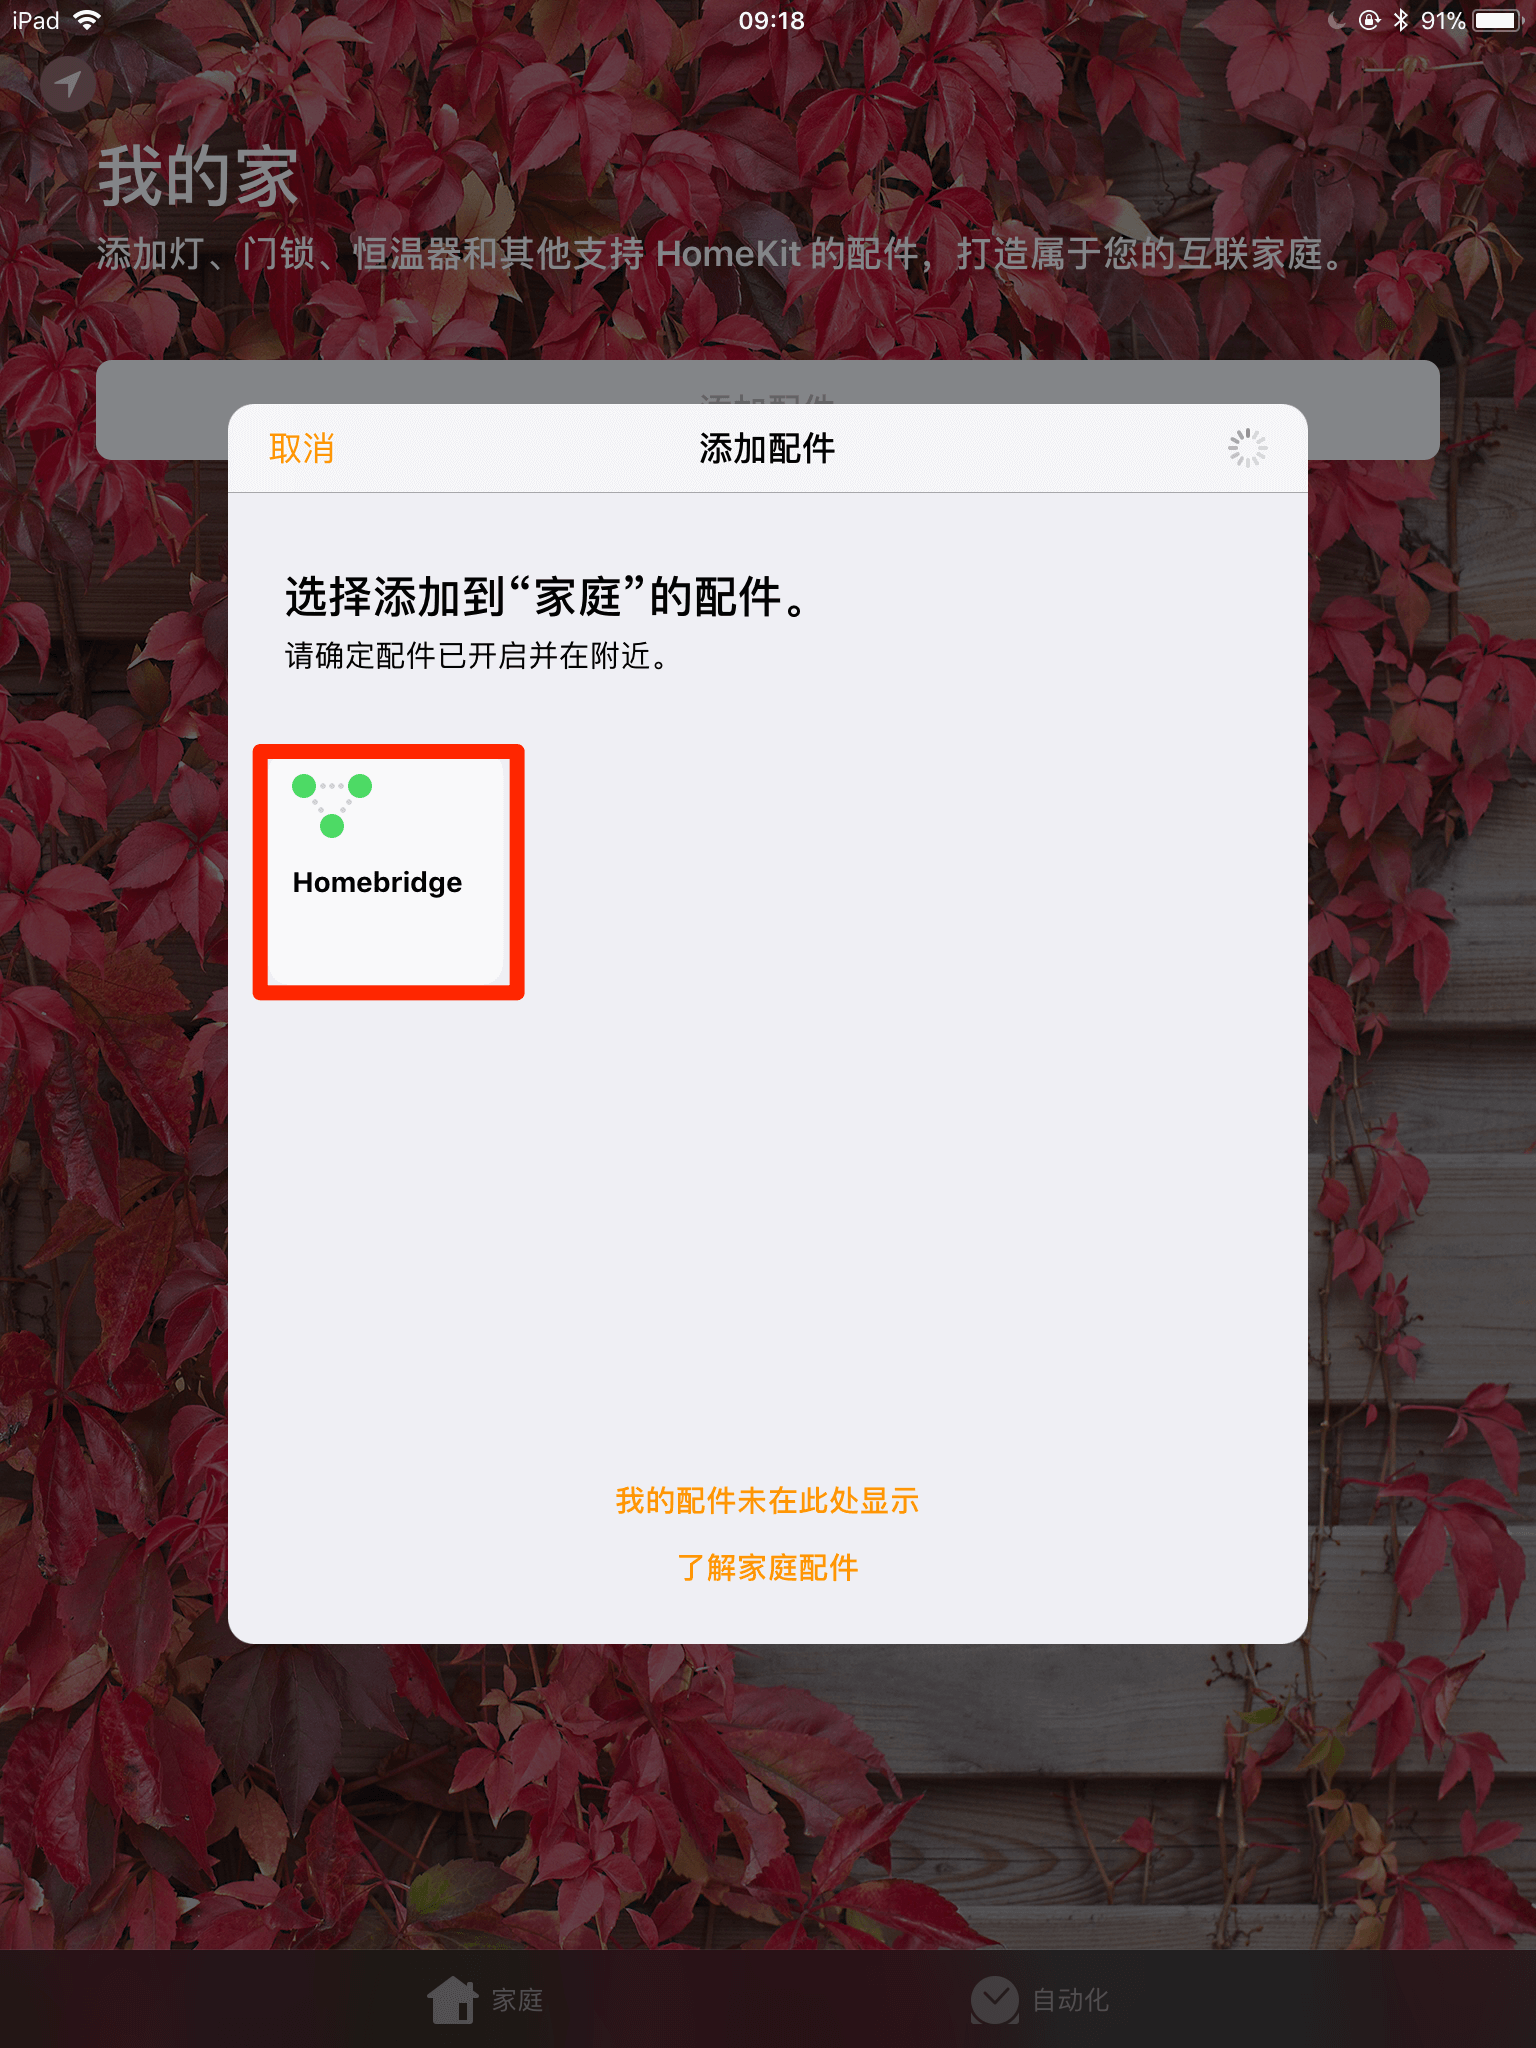 iPad 09:18 91%
我的家
添加灯、门锁、恒温器和其他支持 HomeKit 的配件，打造属于您的互联家庭。
添加配件
取消 添加配件
选择添加到“家庭”的配件。
请确定配件已开启并在附近。
Homebridge
我的配件未在此处显示
了解家庭配件
家庭 自动化